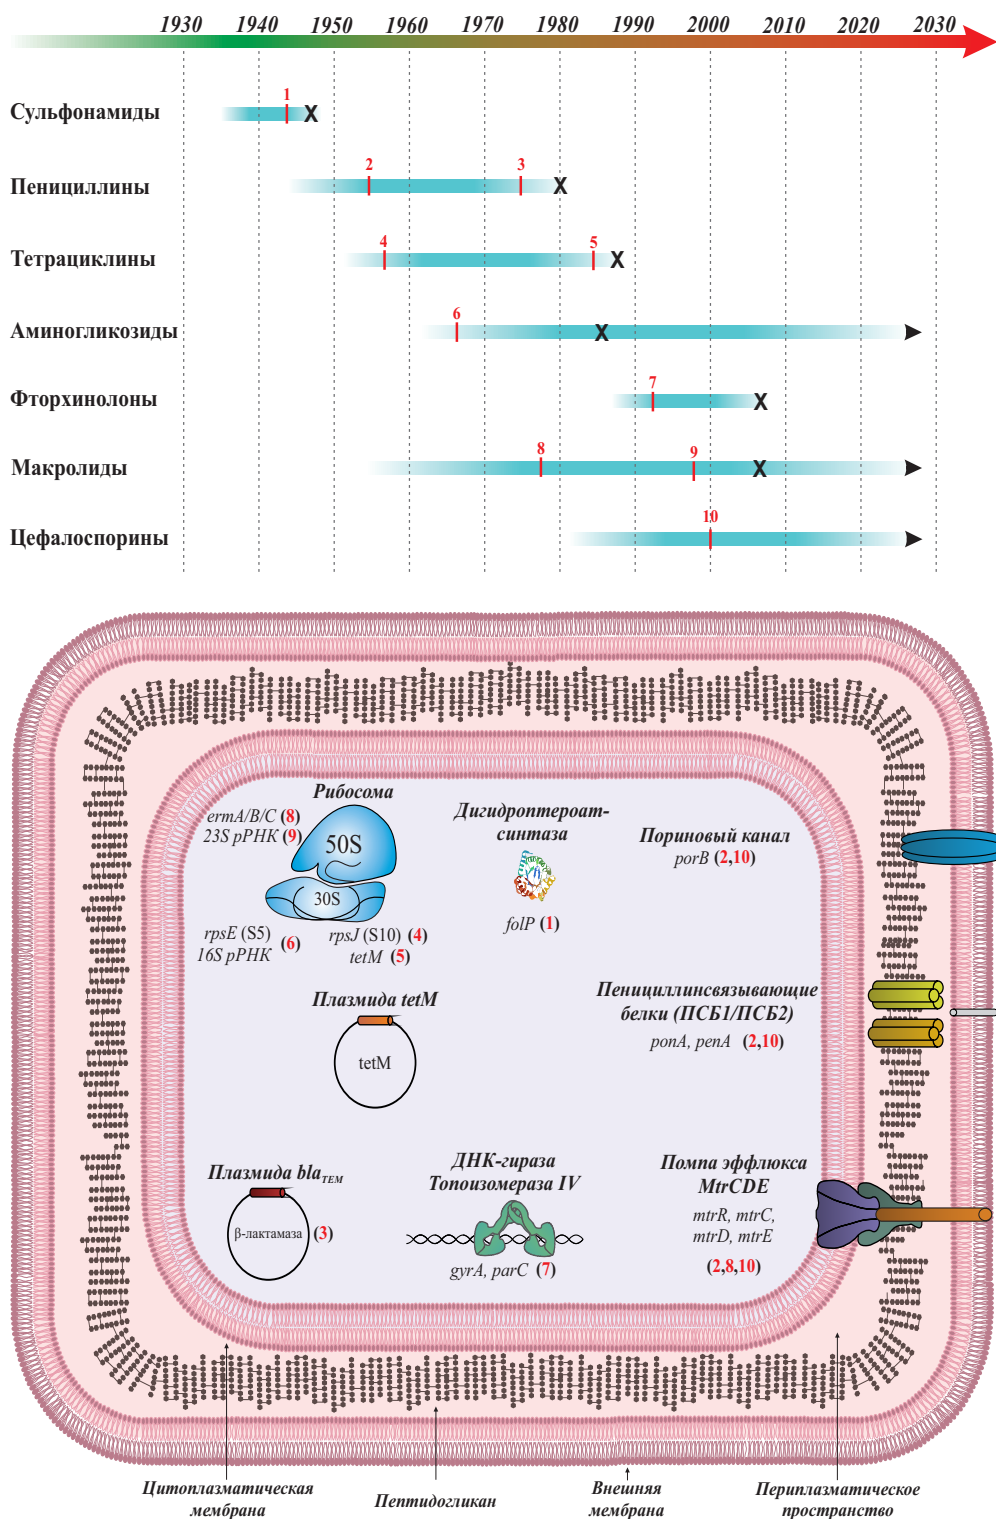 1930 1940 1950 1960 1970 1980 1990 2000 2010 2020 2030
1
Сульфонамиды X
2 3
Пенициллины X
4 5
Тетрациклины X
6
Аминогликозиды X
7
Фторхинолоны X
8 9
Макролиды X
10
Цефалоспорины
Рибосома
ermA/B/C (8)
23S рРНК (9)
50S
30S
rpsE (S5) (6)
16S рРНК
rpsJ (S10) (4)
tetM (5)
Дигидроптероат-
синтаза
folP (1)
Пориновый канал
porB (2,10)
Плазмида tetM
tetM
Пенициллинсвязывающие
белки (ПСБ1/ПСБ2)
ponA, penA (2,10)
Плазмида blaTEM
β-лактамаза (3)
ДНК-гираза
Топоизомераза IV
gyrA, parC (7)
Помпа эффлюкса
MtrCDE
mtrR, mtrC,
mtrD, mtrE
(2,8,10)
Цитоплазматическая
мембрана
Пептидогликан
Внешняя
мембрана
Периплазматическое
пространство